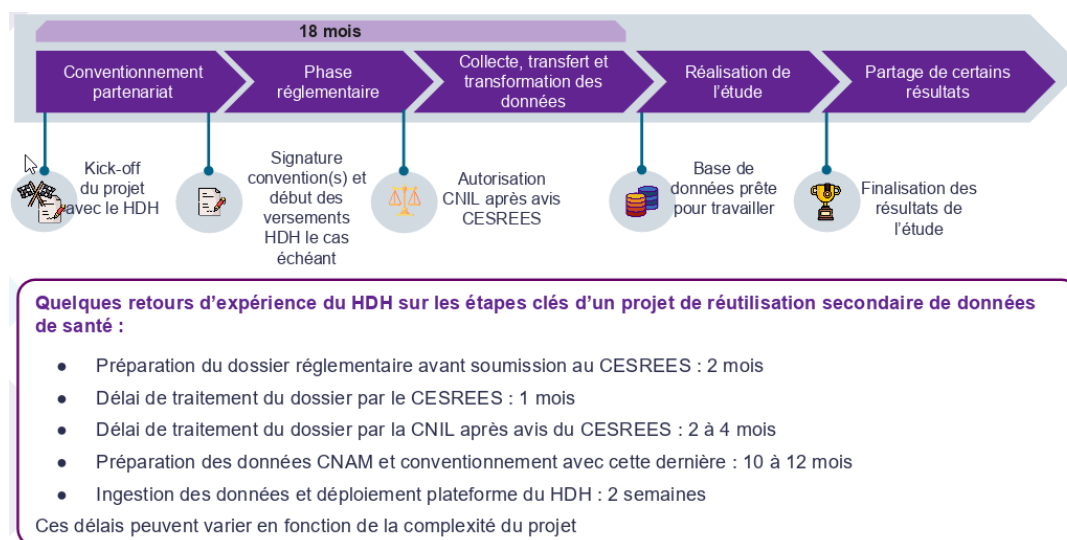 18 mois
Conventionnement
partenariat
Phase
réglementaire
Collecte, transfert et
transformation des
données
Réalisation de
l'étude
Partage de certains
résultats
Kick-off
du projet
avec le HDH
Signature
convention(s) et
début des
versements
HDH le cas
échéant
Autorisation
CNIL après avis
CESREES
Base de
données prête
pour travailler
Finalisation des
résultats de
l'étude
Quelques retours d'expérience du HDH sur les étapes clés d'un projet de réutilisation secondaire de données
de santé :
● Préparation du dossier réglementaire avant soumission au CESREES : 2 mois
● Délai de traitement du dossier par le CESREES : 1 mois
● Délai de traitement du dossier par la CNIL après avis du CESREES : 2 à 4 mois
● Préparation des données CNAM et conventionnement avec cette dernière : 10 à 12 mois
● Ingestion des données et déploiement plateforme du HDH : 2 semaines
Ces délais peuvent varier en fonction de la complexité du projet